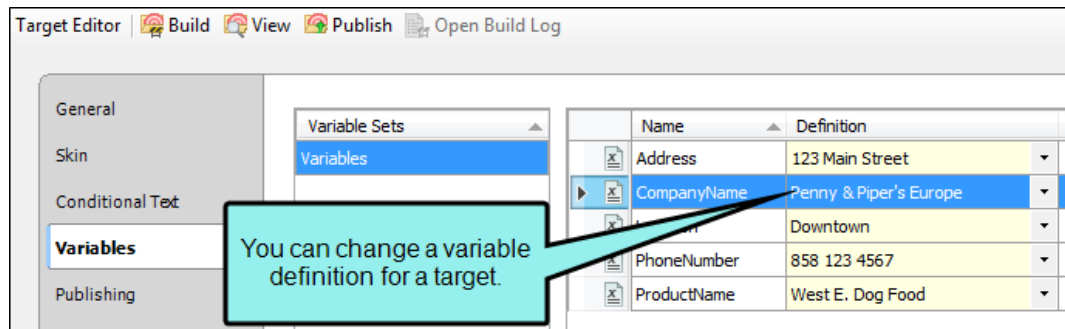 Target Editor Build View Publish Open Build Log
General
Skin
Conditional Text
Variables
Publishing
Variable Sets
Variables
Name Definition
Address 123 Main Street
CompanyName Penny & Piper's Europe
Downtown
PhoneNumber 858 123 4567
ProductName West E. Dog Food
You can change a variable
definition for a target.